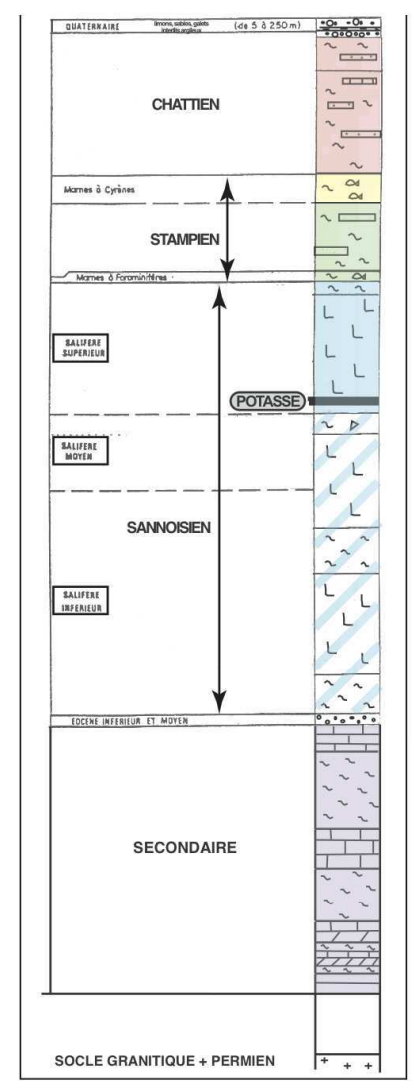 QUATERNAIRE limons, sables, galets (de 5 à 250 m)
interlits argileux
CHATTIEN
Marnes à Cyrènes
STAMPIEN
Marnes à Foraminifères
SALIFERE
SUPERIEUR
POTASSE
SALIFERE
MOYEN
SANNOISIEN
SALIFERE
INFERIEUR
EOCENE INFERIEUR ET MOYEN
SECONDAIRE
SOCLE GRANITIQUE + PERMIEN